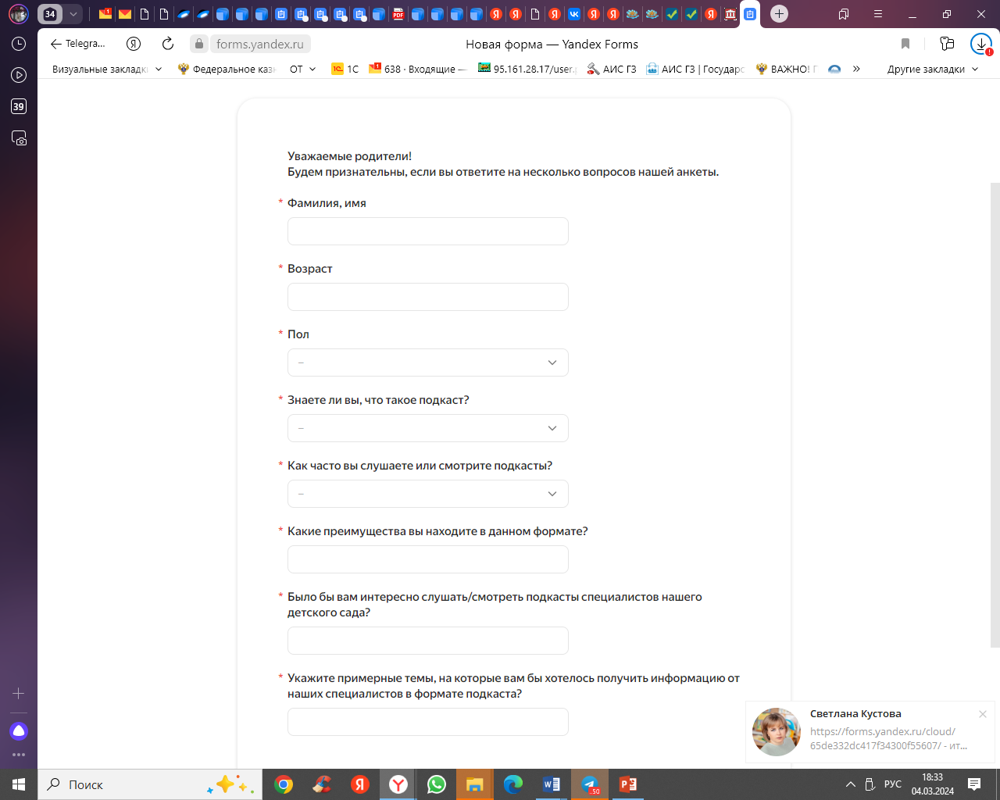 34
Telegra...
forms.yandex.ru
Новая форма — Yandex Forms
Визуальные закладк
Федеральное каз
ОТ
1С
638 · Входящие —
95.161.28.17/user.
АИС ГЗ
АИС ГЗ | Государс
ВАЖНО!
Другие закладки
39
Уважаемые родители!
Будем признательны, если вы ответите на несколько вопросов нашей анкеты.
* Фамилия, имя
* Возраст
* Пол
–
* Знаете ли вы, что такое подкаст?
–
* Как часто вы слушаете или смотрите подкасты?
–
* Какие преимущества вы находите в данном формате?
* Было бы вам интересно слушать/смотреть подкасты специалистов нашего
детского сада?
* Укажите примерные темы, на которые вам бы хотелось получить информацию от
наших специалистов в формате подкаста?
Светлана Кустова
https://forms.yandex.ru/cloud/
65de332dc417f34300f55607/ - ит...
Поиск
РУС
18:33
04.03.2024